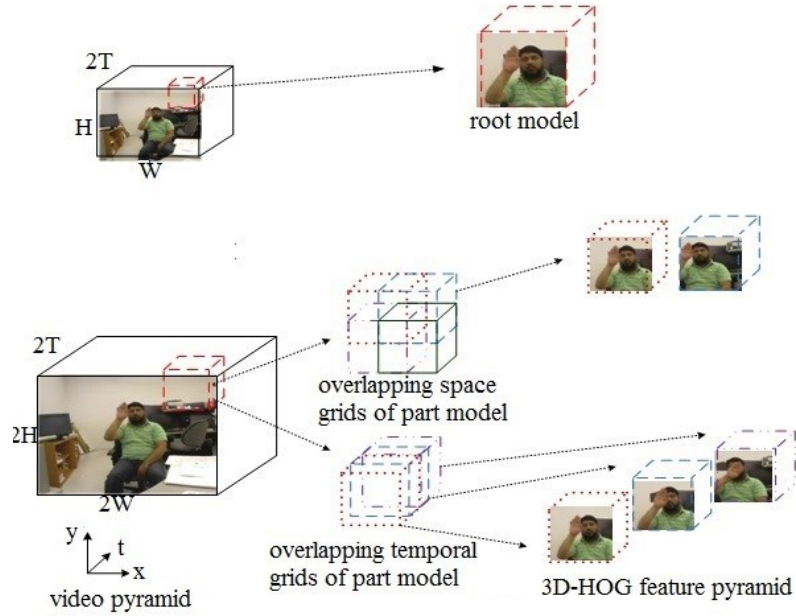 2T
H
W
root model
2T
2H
2W
overlapping space
grids of part model
overlapping temporal
grids of part model
y
t
x
video pyramid
3D-HOG feature pyramid